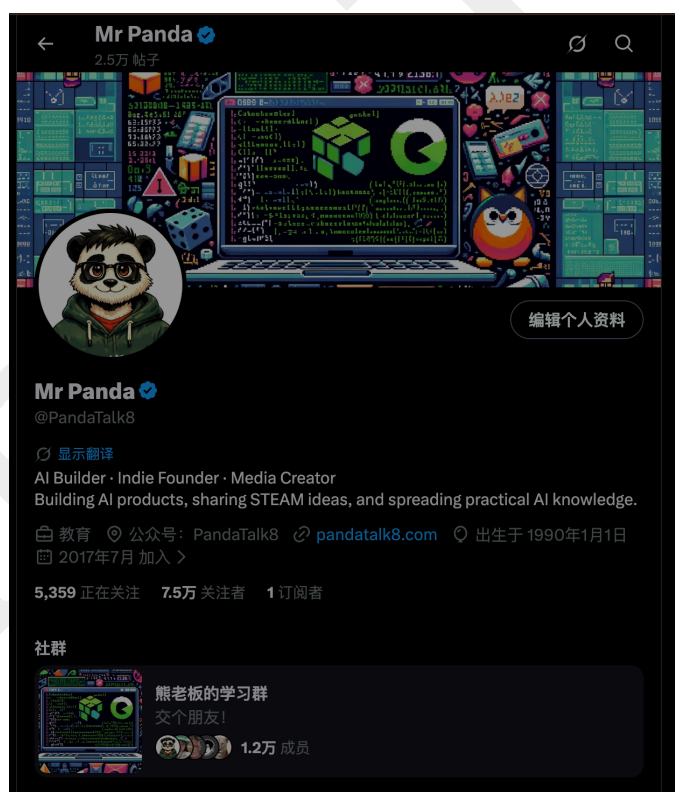 Mr Panda
2.5万 帖子
编辑个人资料
Mr Panda
@PandaTalk8
显示翻译
AI Builder · Indie Founder · Media Creator
Building AI products, sharing STEAM ideas, and spreading practical AI knowledge.
教育 公众号：PandaTalk8 pandatalk8.com 出生于 1990年1月1日
2017年7月 加入
5,359 正在关注 7.5万 关注者 1 订阅者
社群
熊老板的学习群
交个朋友！
1.2万 成员